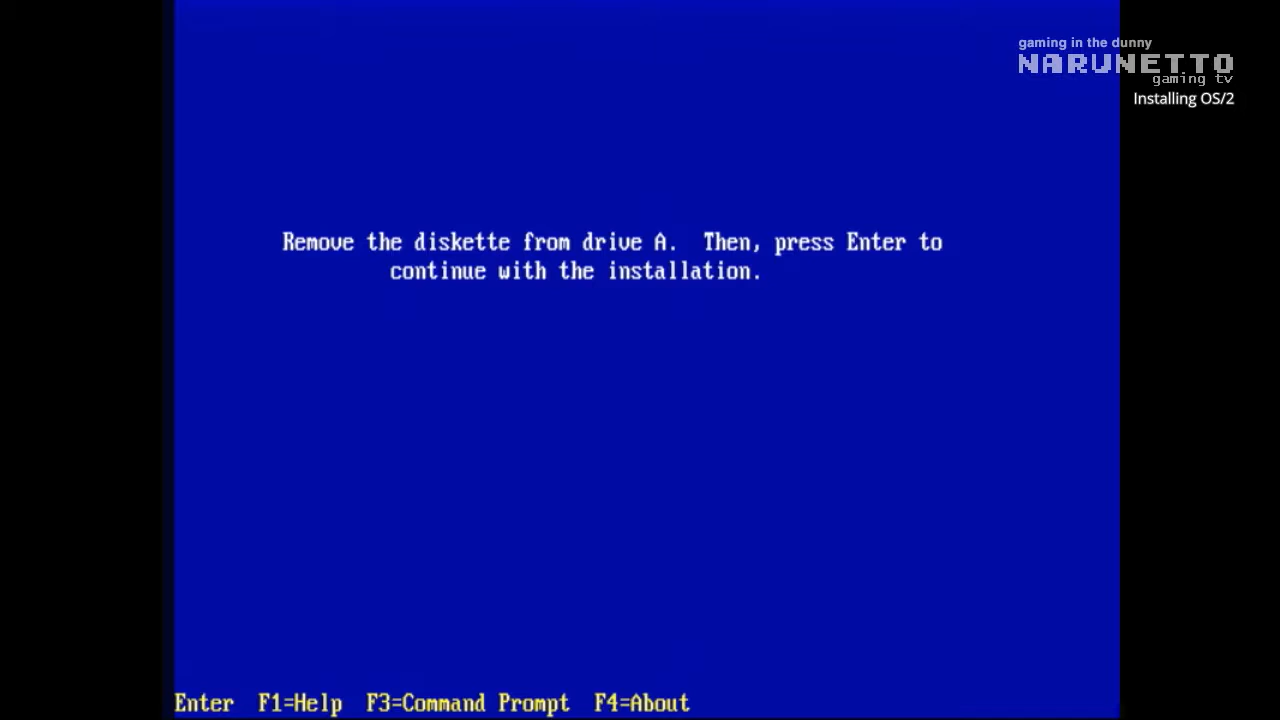 gaming in the dunny
NARUNETTO
gaming tv
Installing OS/2
Remove the diskette from drive A.  Then, press Enter to
continue with the installation.
Enter  F1=Help  F3=Command Prompt  F4=About